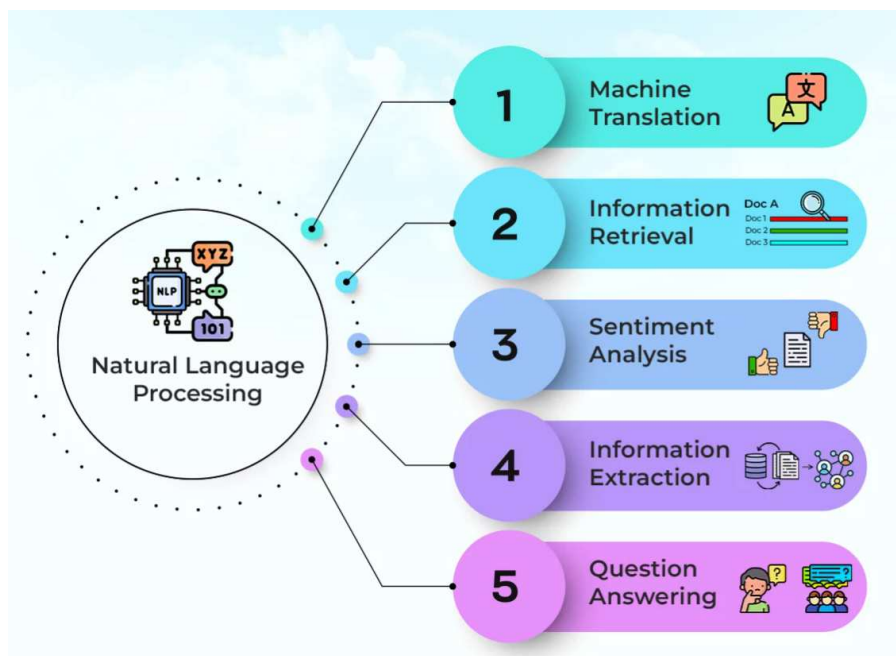 1
Machine
Translation
文
A
2
Information
Retrieval
Doc A
Doc 1
Doc 2
Doc 3
XYZ
NLP
101
Natural Language
Processing
3
Sentiment
Analysis
4
Information
Extraction
5
Question
Answering
?
?